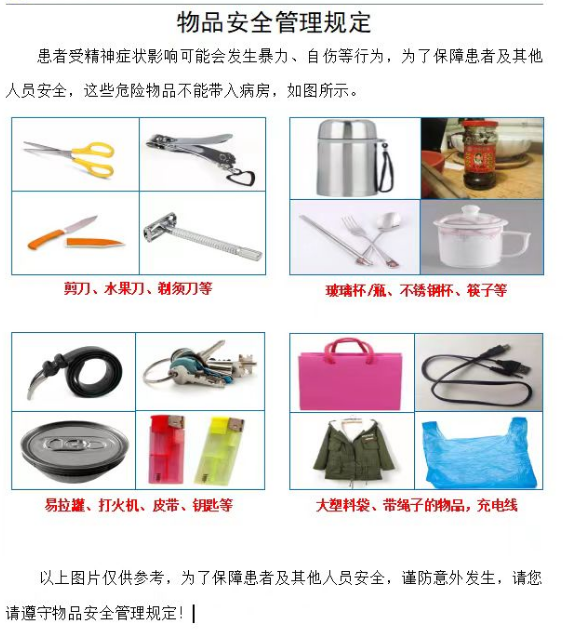 物品安全管理规定
患者受精神症状影响可能会发生暴力、自伤等行为，为了保障患者及其他
人员安全，这些危险物品不能带入病房，如图所示。
剪刀、水果刀、剃须刀等
玻璃杯/瓶、不锈钢杯、筷子等
易拉罐、打火机、皮带、钥匙等
大塑料袋、带绳子的物品，充电线
以上图片仅供参考，为了保障患者及其他人员安全，谨防意外发生，请您
请遵守物品安全管理规定！